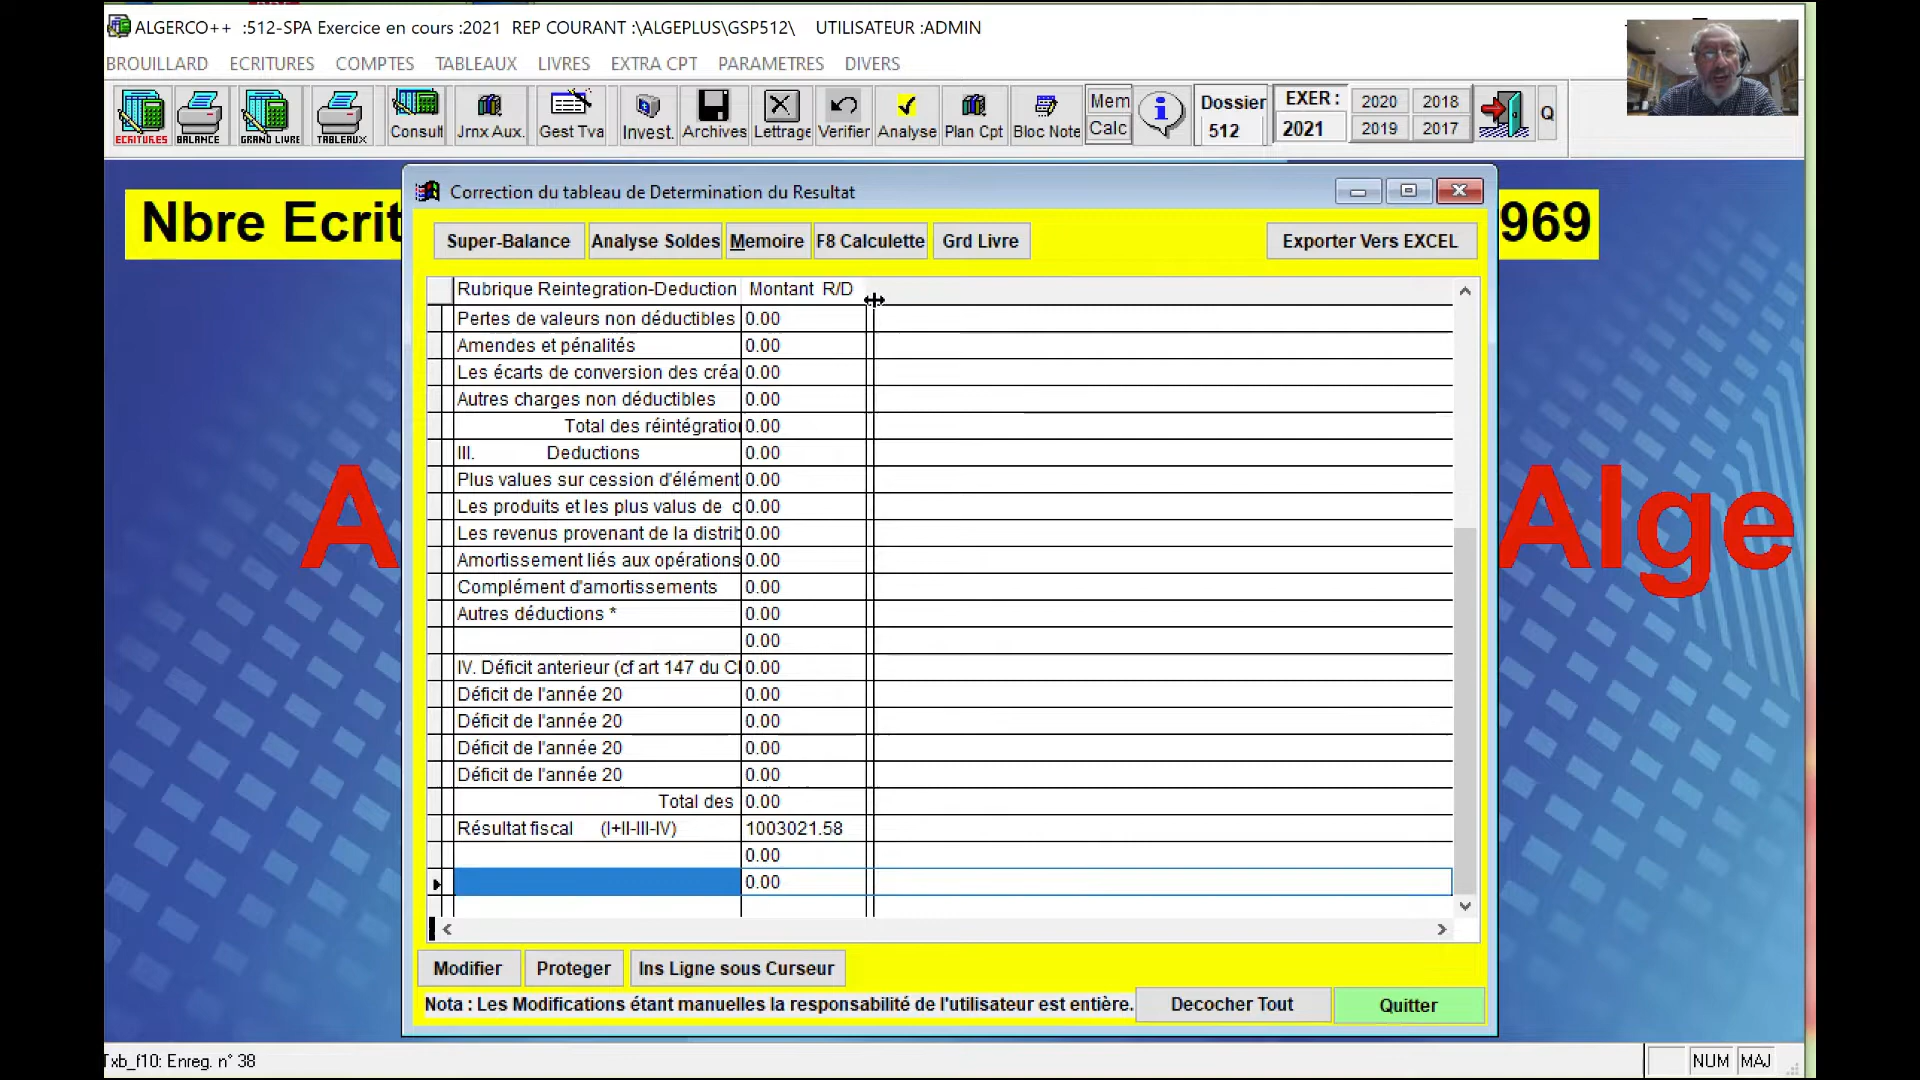 ALGERCO++ :512-SPA Exercice en cours :2021 REP COURANT :\ALGEPLUS\GSP512\ UTILISATEUR :ADMIN
BROUILLARD ECRITURES COMPTES TABLEAUX LIVRES EXTRA CPT PARAMETRES DIVERS
ECRITURES BALANCE GRAND LIVRE TABLEAUX Consult Jrnx Aux. Gest Tva Invest. Archives Lettrage Verifier Analyse Plan Cpt Bloc Note
Mem
Calc
Dossier
512
EXER :
2021
2020 2018
2019 2017
Q
Nbre Ecrit
969
Correction du tableau de Determination du Resultat
Super-Balance Analyse Soldes Memoire F8 Calculette Grd Livre Exporter Vers EXCEL
Rubrique Reintegration-Deduction Montant R/D
Pertes de valeurs non déductibles 0.00
Amendes et pénalités 0.00
Les écarts de conversion des créa 0.00
Autres charges non déductibles 0.00
Total des réintégratio 0.00
III. Deductions 0.00
Plus values sur cession d'élément 0.00
Les produits et les plus valus de c 0.00
Les revenus provenant de la distrib 0.00
Amortissement liés aux opérations 0.00
Complément d'amortissements 0.00
Autres déductions * 0.00
0.00
IV. Déficit anterieur (cf art 147 du CI 0.00
Déficit de l'année 20 0.00
Déficit de l'année 20 0.00
Déficit de l'année 20 0.00
Déficit de l'année 20 0.00
Total des 0.00
Résultat fiscal (I+II-III-IV) 1003021.58
0.00
0.00
A
Alge
Modifier Proteger Ins Ligne sous Curseur
Nota : Les Modifications étant manuelles la responsabilité de l'utilisateur est entière. Decocher Tout Quitter
Txb_f10: Enreg. n° 38
NUM MAJ